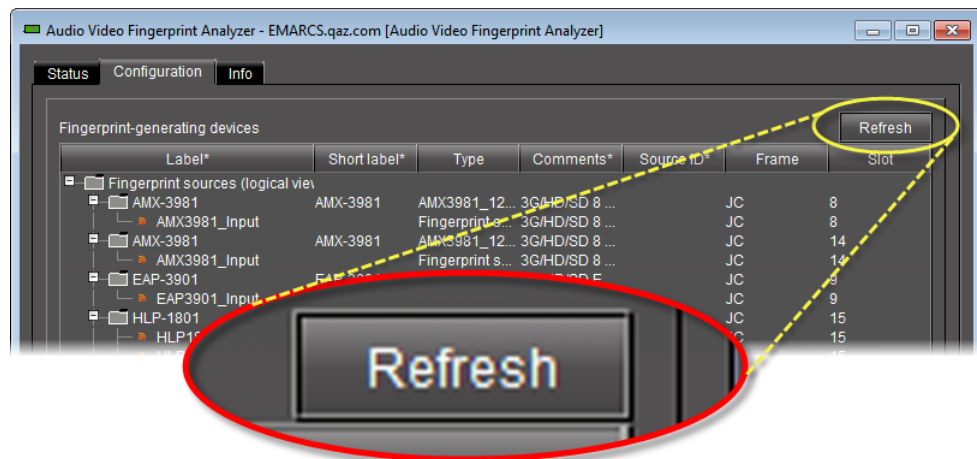 Audio Video Fingerprint Analyzer - EMARCS.qaz.com [Audio Video Fingerprint Analyzer]
Status Configuration Info
Fingerprint-generating devices Refresh
Label* Short label* Type Comments* Source ID* Frame Slot
Fingerprint sources (logical view
AMX-3981 AMX-3981 AMX3981_12... 3G/HD/SD 8 ... JC 8
AMX3981_Input Fingerprint s... 3G/HD/SD 8 ... JC 8
AMX-3981 AMX-3981 AMX3981_12... 3G/HD/SD 8 ... JC 14
AMX3981_Input Fingerprint s... 3G/HD/SD 8 ... JC 14
EAP-3901 JC 9
EAP3901_Input JC 9
HLP-1801 JC 15
JC 15
Refresh